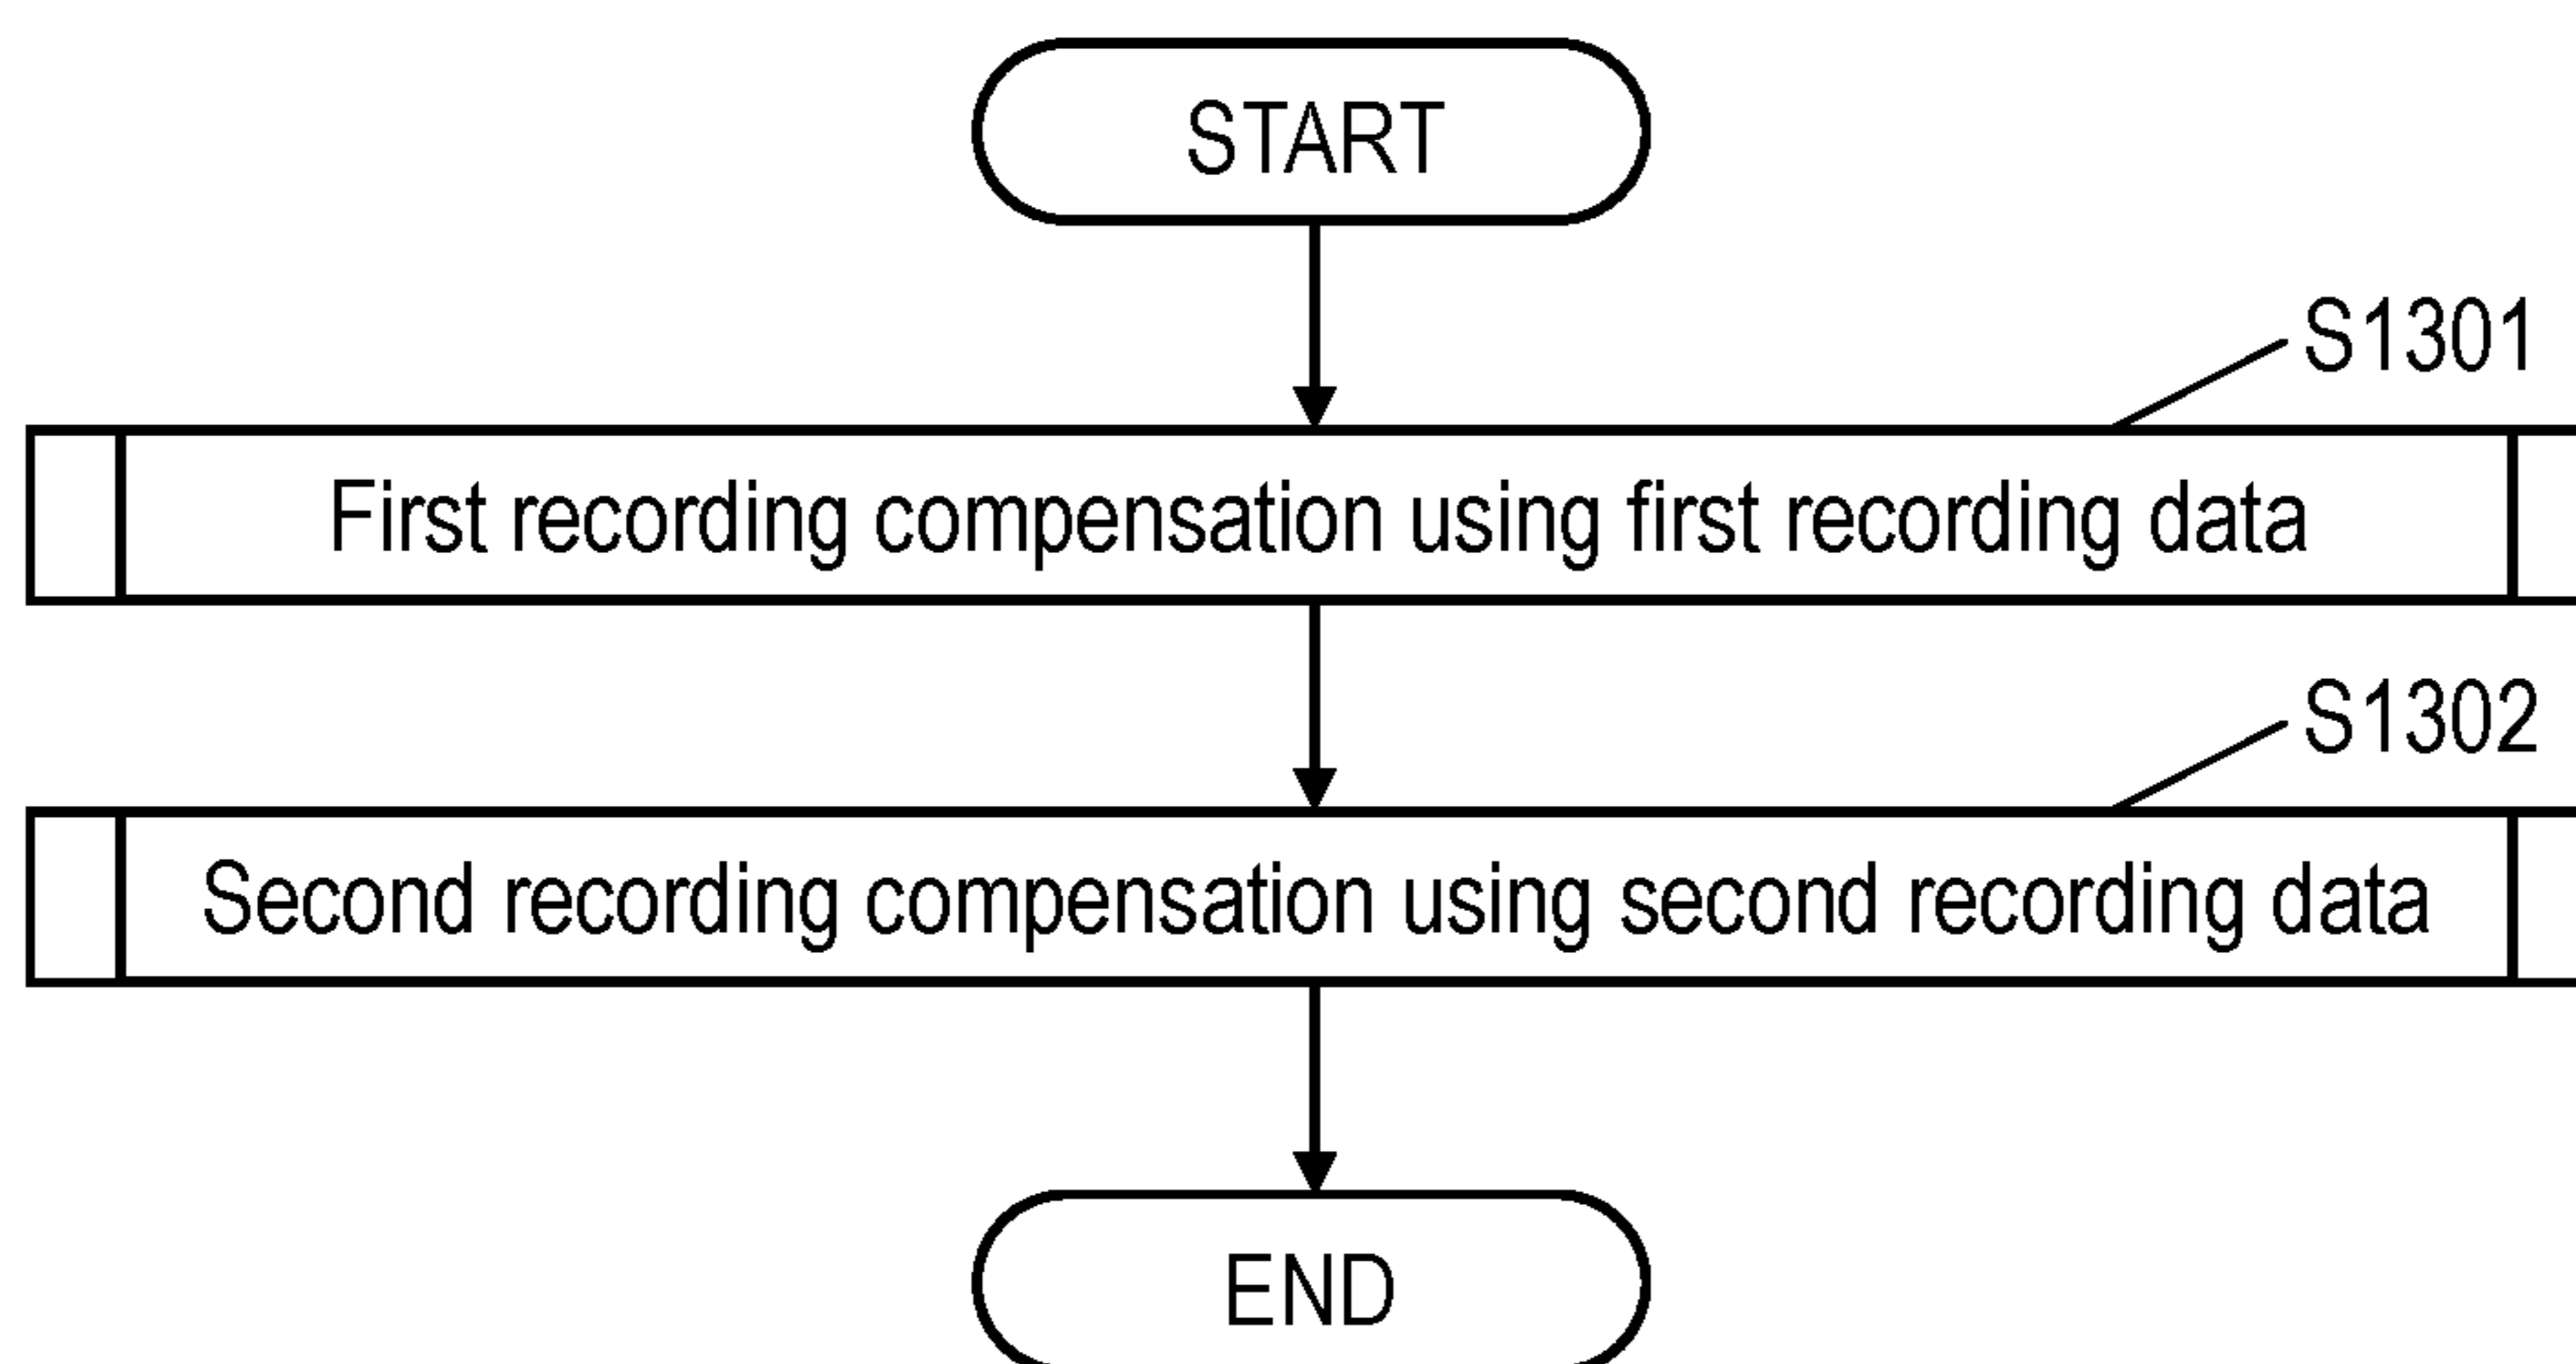 START
S1301
First recording compensation using first recording data
S1302
Second recording compensation using second recording data
END